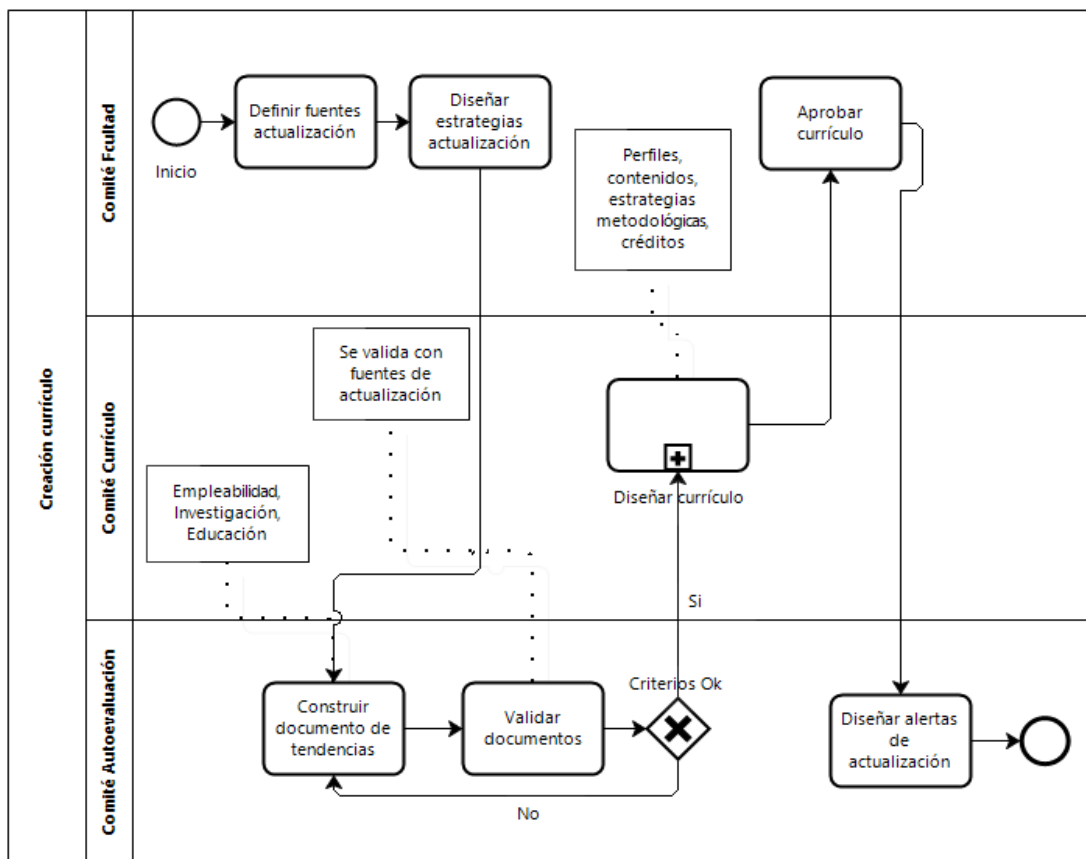 Creación currículo
Comité Fcultad
Inicio
Definir fuentes
actualización
Diseñar
estrategias
actualización
Perfiles,
contenidos,
estrategias
metodológicas,
créditos
Aprobar
currículo
Comité Currículo
Se valida con
fuentes de
actualización
Empleabilidad,
Investigación,
Educación
Diseñar currículo
Si
Comité Autoevaluación
Construir
documento de
tendencias
Validar
documentos
Criterios Ok
No
Diseñar alertas
de
actualización